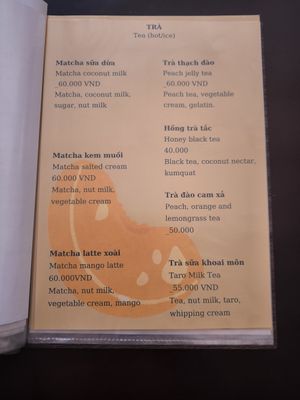 TRÀ
Tea (hot/ice)
Matcha sữa dừa
Matcha coconut milk
_60.000 VND
Matcha, coconut milk,
sugar, nut milk
Matcha kem muối
Matcha salted cream
60.000 VND
Matcha, nut milk,
vegetable cream
Matcha latte xoài
Matcha mango latte
60.000VND
Matcha, nut milk,
vegetable cream, mango
Trà thạch đào
Peach jelly tea
_60.000 VND
Peach tea, vegetable
cream, gelatin.
Hồng trà tắc
Honey black tea
40.000
Black tea, coconut nectar,
kumquat
Trà đào cam xả
Peach, orange and
lemongrass tea
_50.000
Trà sữa khoai môn
Taro Milk Tea
_55.000 VND
Tea, nut milk, taro,
whipping cream